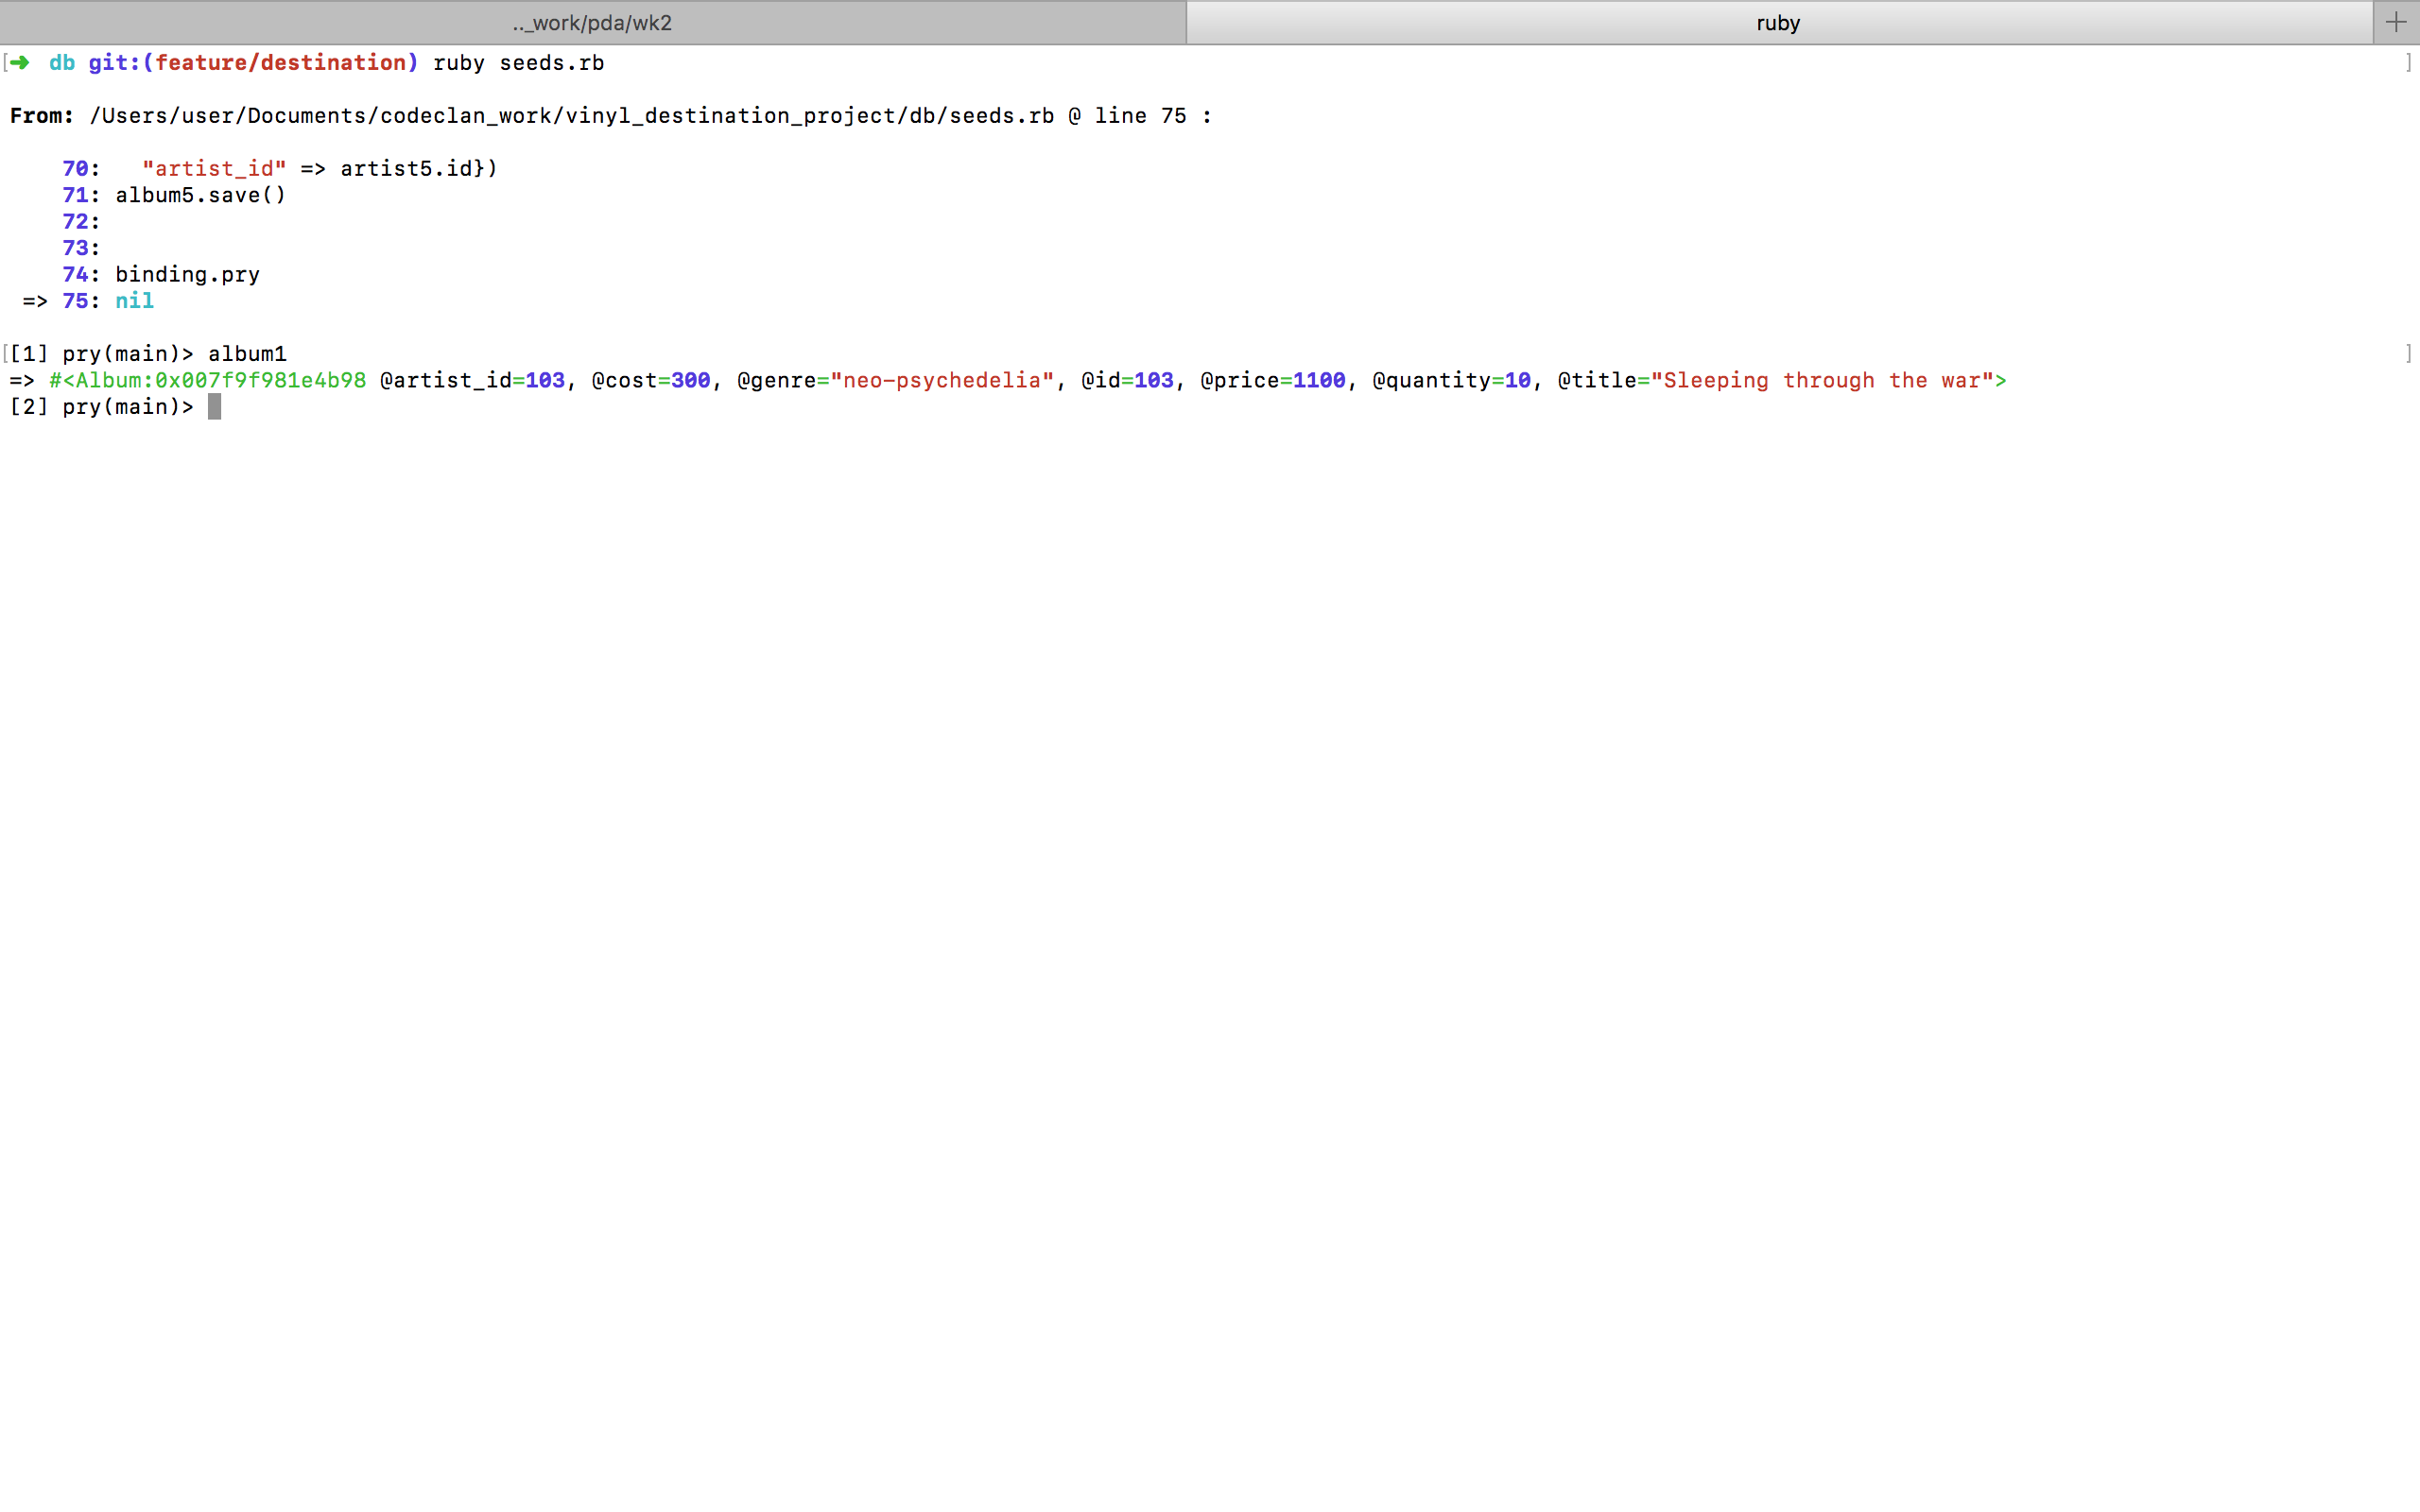 .._work/pda/wk2
ruby
[➜  db git:(feature/destination) ruby seeds.rb ]
From: /Users/user/Documents/codeclan_work/vinyl_destination_project/db/seeds.rb @ line 75 :
    70:   "artist_id" => artist5.id})
    71: album5.save()
    72:
    73:
    74: binding.pry
 => 75: nil
[[1] pry(main)> album1 ]
=> #<Album:0x007f9f981e4b98 @artist_id=103, @cost=300, @genre="neo-psychedelia", @id=103, @price=1100, @quantity=10, @title="Sleeping through the war">
[2] pry(main)>